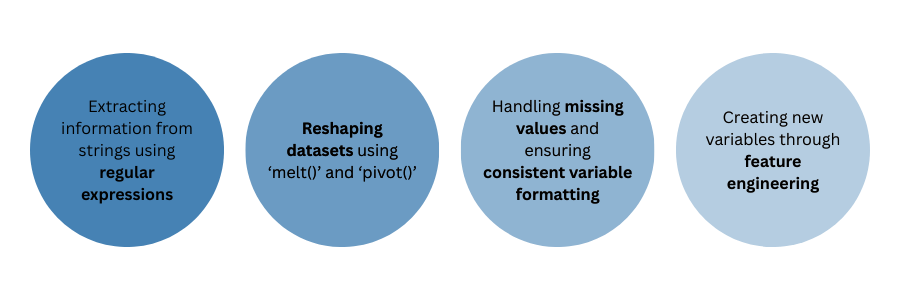 Extracting
information from
strings using
regular
expressions
Reshaping
datasets using
‘melt()’ and ‘pivot()’
Handling missing
values and
ensuring
consistent variable
formatting
Creating new
variables through
feature
engineering